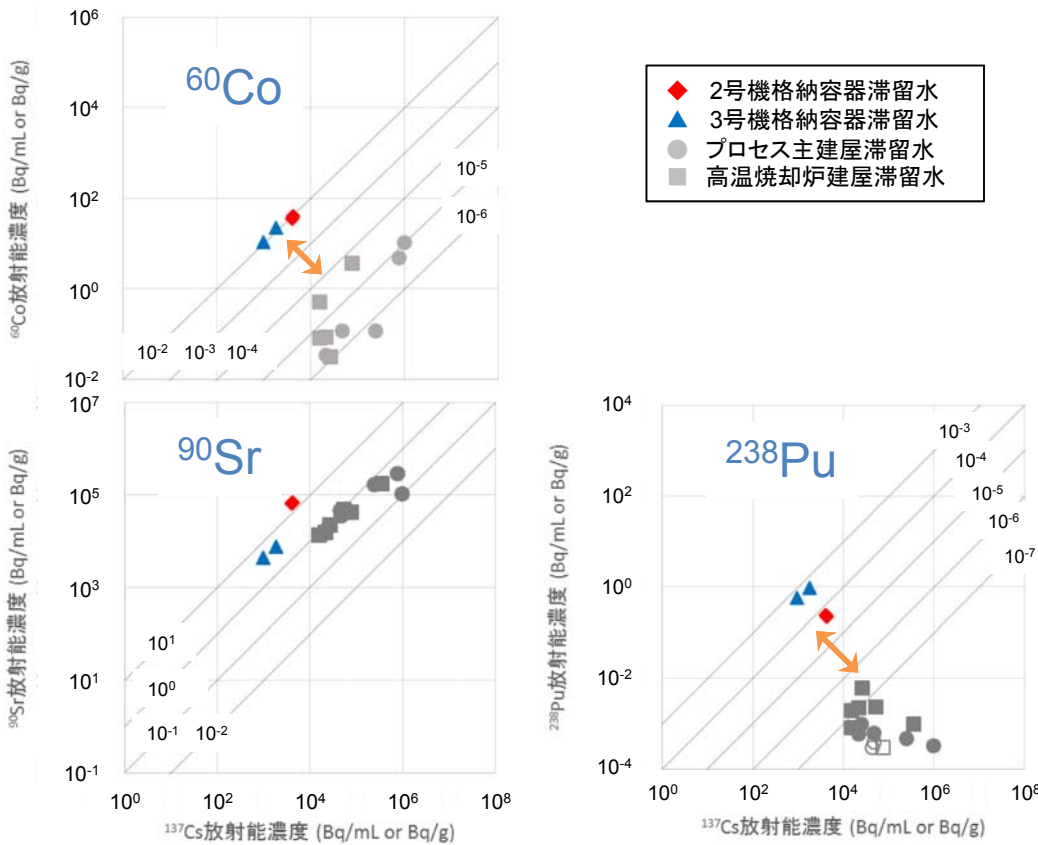 ⁶⁰Co
⁶⁰Co放射能濃度 (Bq/mL or Bq/g)
10⁶
10⁴
10²
10⁰
10⁻²
10⁻⁵
10⁻⁶
10⁻² 10⁻³ 10⁻⁴
2号機格納容器滞留水
3号機格納容器滞留水
プロセス主建屋滞留水
高温焼却炉建屋滞留水
⁹⁰Sr
⁹⁰Sr放射能濃度 (Bq/mL or Bq/g)
10⁷
10⁵
10³
10¹
10⁻¹
10¹
10⁰
10⁻¹ 10⁻²
10⁰ 10² 10⁴ 10⁶ 10⁸
¹³⁷Cs放射能濃度 (Bq/mL or Bq/g)
²³⁸Pu
²³⁸Pu放射能濃度 (Bq/mL or Bq/g)
10⁴
10²
10⁰
10⁻²
10⁻⁴
10⁻³
10⁻⁴
10⁻⁵
10⁻⁶
10⁻⁷
10⁰ 10² 10⁴ 10⁶ 10⁸
¹³⁷Cs放射能濃度 (Bq/mL or Bq/g)